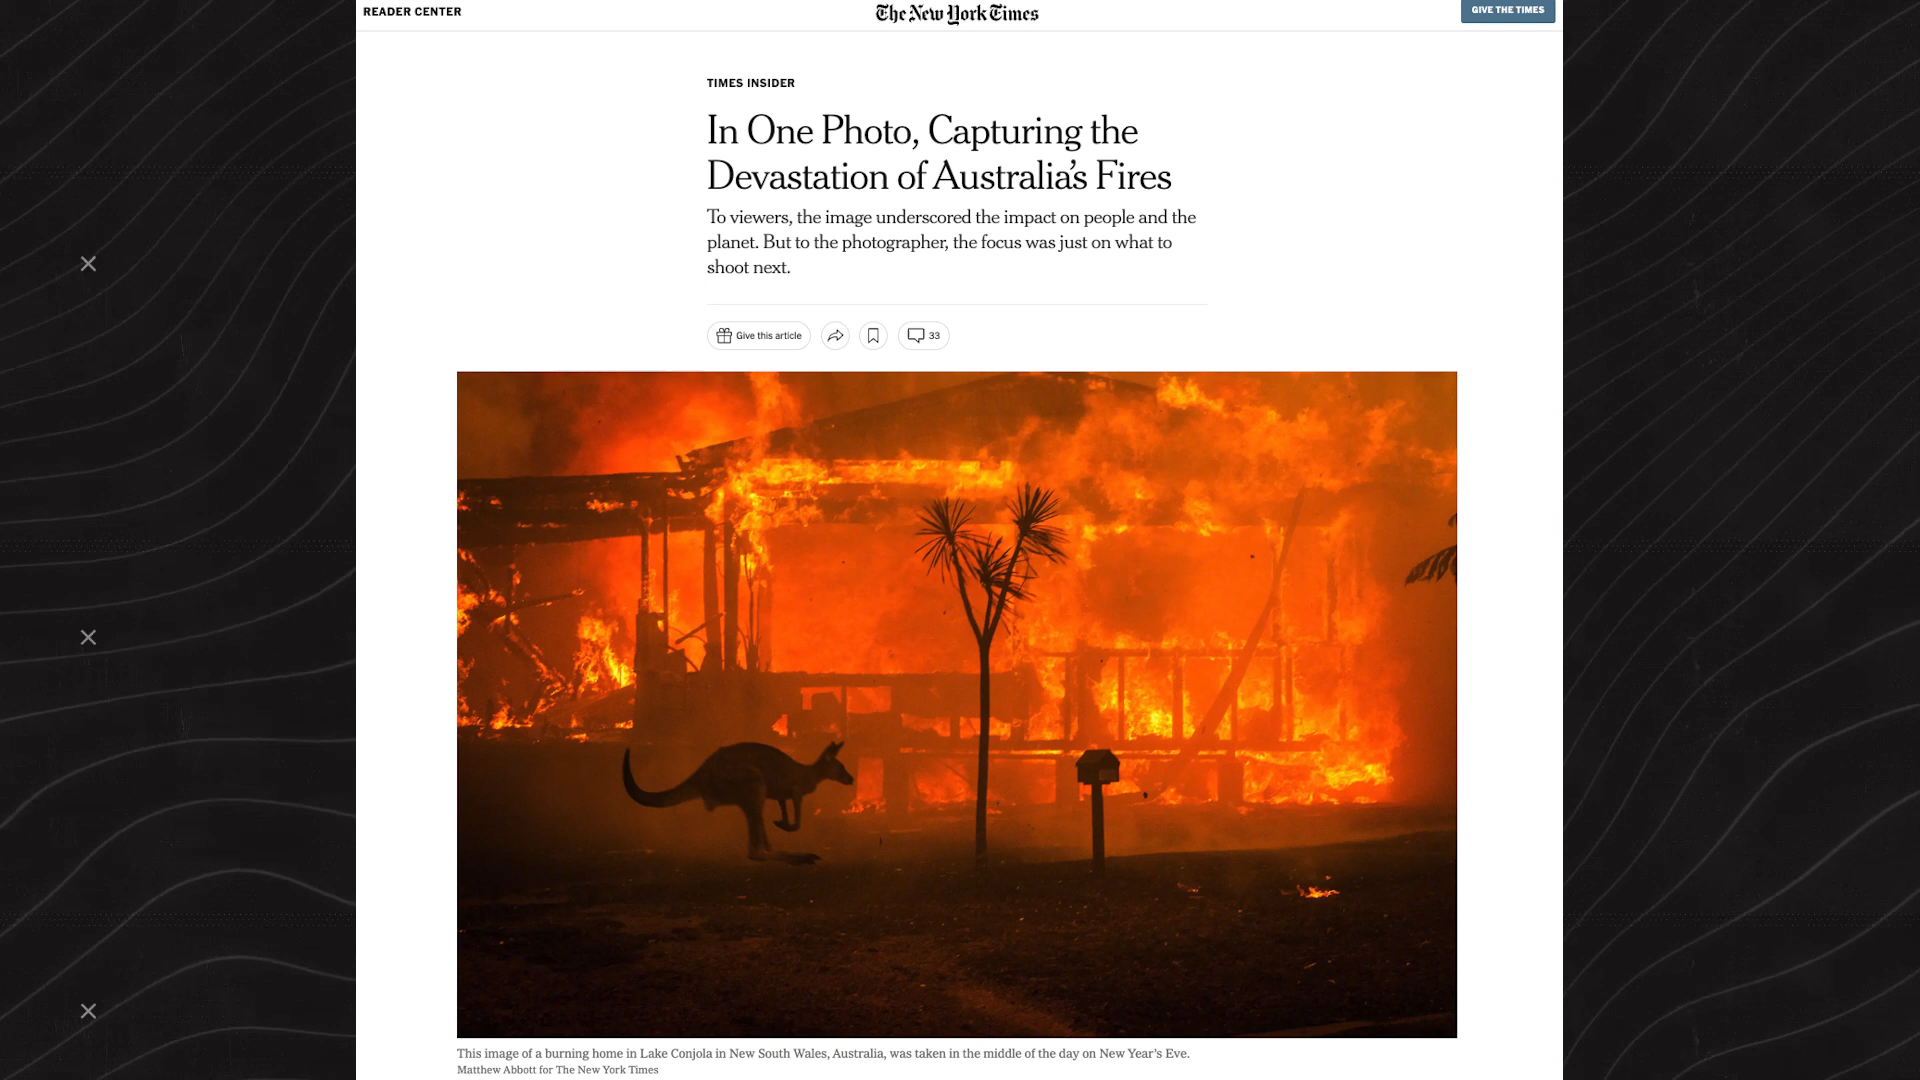 READER CENTER
The New York Times
GIVE THE TIMES
TIMES INSIDER
In One Photo, Capturing the
Devastation of Australia's Fires
To viewers, the image underscored the impact on people and the
planet. But to the photographer, the focus was just on what to
shoot next.
Give this article
33
This image of a burning home in Lake Conjola in New South Wales, Australia, was taken in the middle of the day on New Year's Eve.
Matthew Abbott for The New York Times